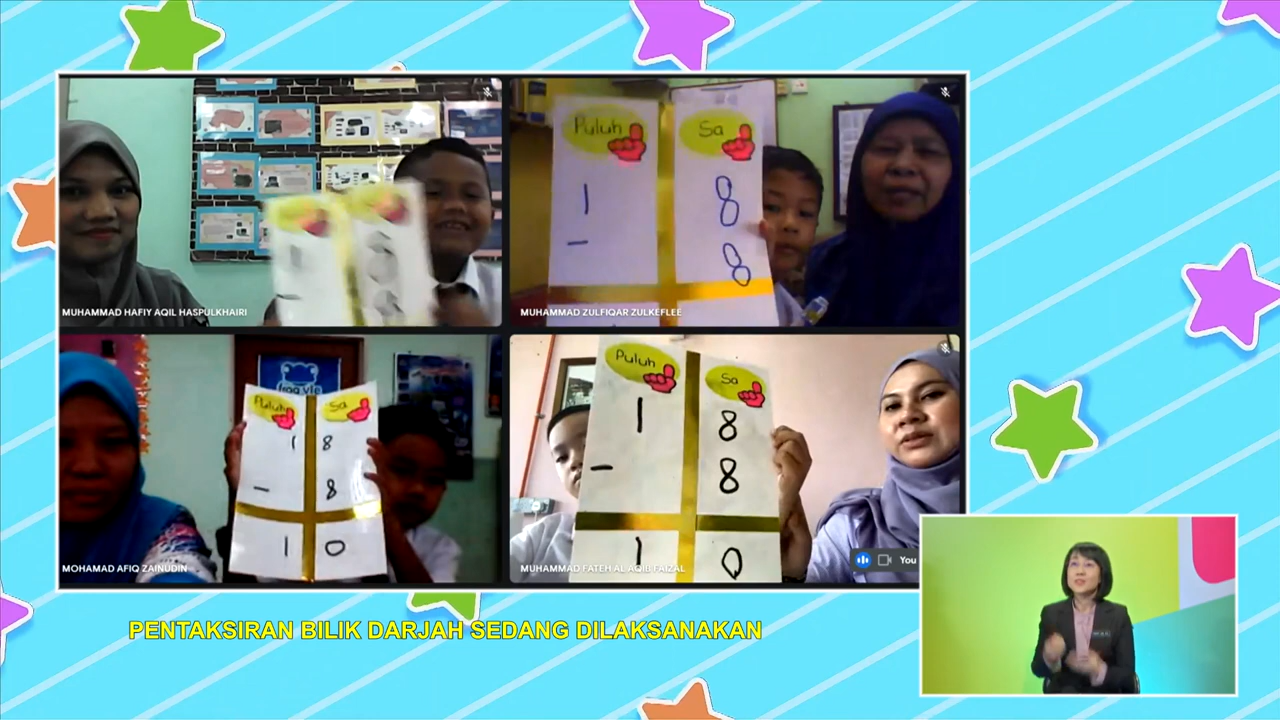 MUHAMMAD HAFIY AQIL HASPULKHAIRI
Puluh Sa
1 8
- 8
MUHAMMAD ZULFIQAR ZULKEFLEE
Puluh Sa
1 8
- 8
1 0
MOHAMAD AFIQ ZAINUDIN
Puluh Sa
1 8
- 8
1 0
MUHAMMAD FATEH AL AQIL FAIZAL
You
PENTAKSIRAN BILIK DARJAH SEDANG DILAKSANAKAN